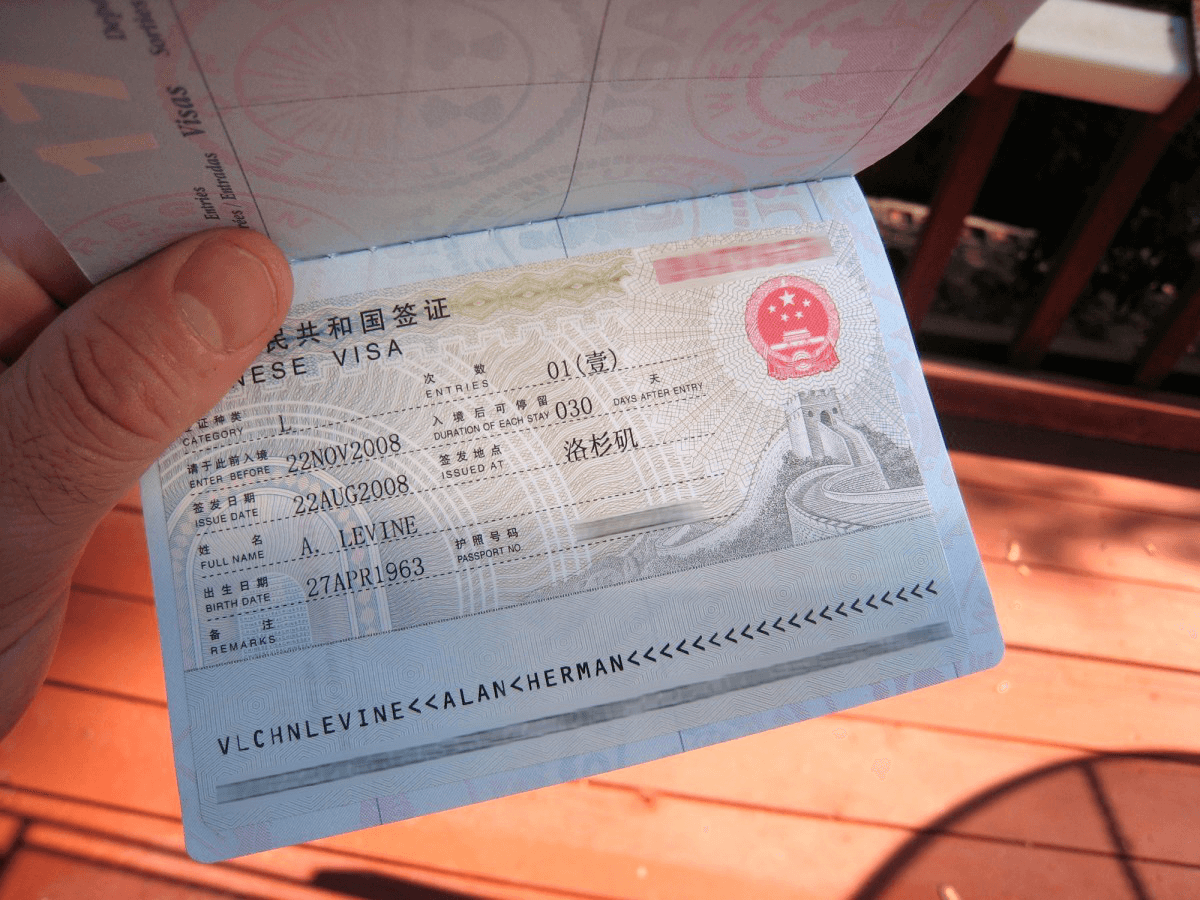 17
Visas
Entries
Entradas
民共和国签证
NESE VISA
次 数
ENTRIES
01(壹)
证种类
CATEGORY
L
入境后可停留
DURATION OF EACH STAY
030
天
DAYS AFTER ENTRY
请于此前入境
ENTER BEFORE
22NOV2008
签发地点
ISSUED AT
洛杉矶
签发日期
ISSUE DATE
22AUG2008
姓 名
FULL NAME
A. LEVINE
护照号码
PASSPORT NO.
出生日期
BIRTH DATE
27APR1963
备 注
REMARKS
VLCHNLEVINE<<ALAN<HERMAN<<<<<<<<<<<<<<<<<<<<